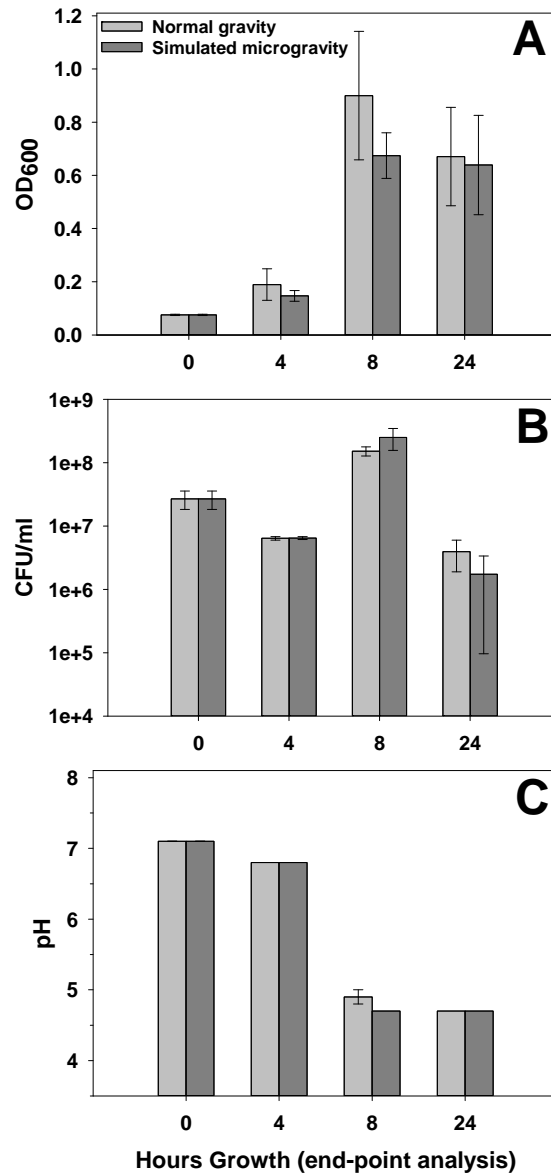 Normal gravity
Simulated microgravity
A
1.2
1.0
0.8
0.6
0.4
0.2
0.0
OD600
0 4 8 24
B
1e+9
1e+8
1e+7
1e+6
1e+5
1e+4
CFU/ml
0 4 8 24
C
8
7
6
5
4
pH
0 4 8 24
Hours Growth (end-point analysis)